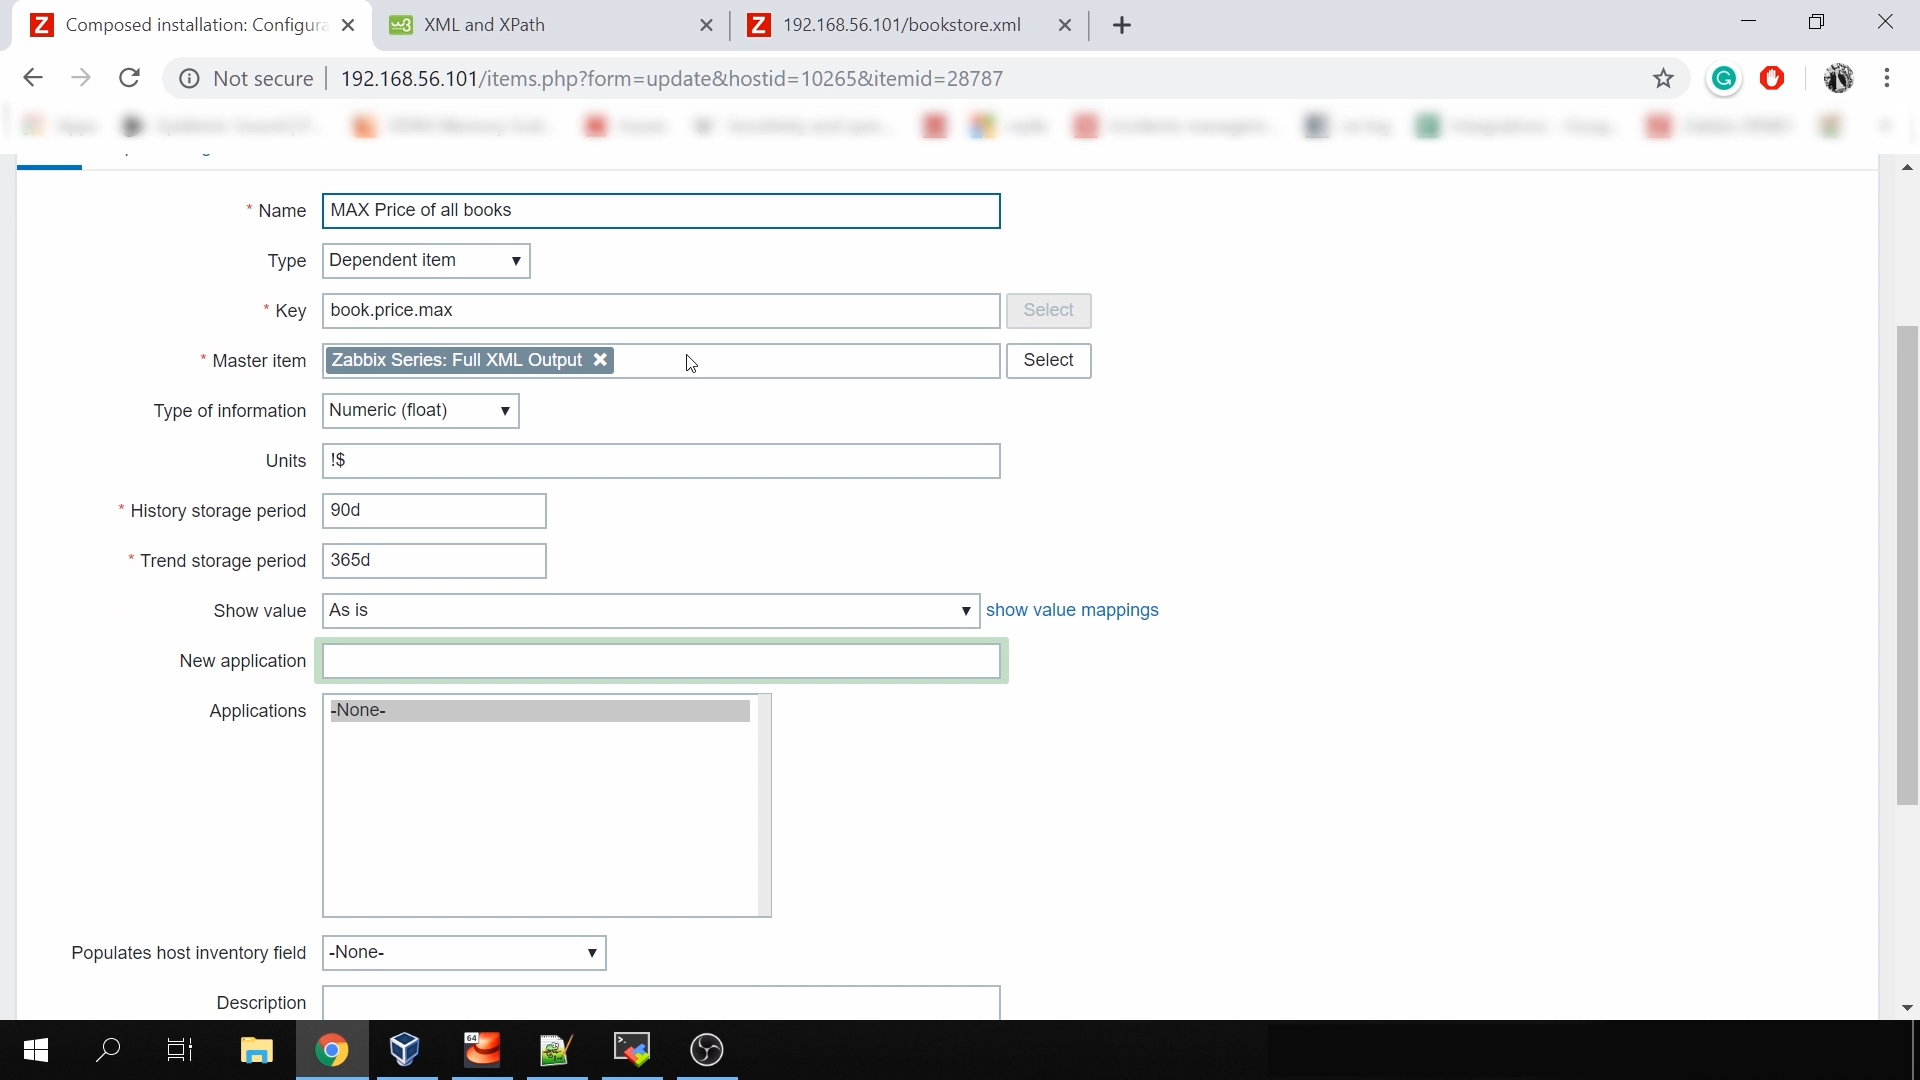 Composed installation: Configura
XML and XPath
192.168.56.101/bookstore.xml
Not secure
192.168.56.101/items.php?form=update&hostid=10265&itemid=28787
* Name
MAX Price of all books
Type
Dependent item
* Key
book.price.max
Select
* Master item
Zabbix Series: Full XML Output
Select
Type of information
Numeric (float)
Units
!$
* History storage period
90d
* Trend storage period
365d
Show value
As is
show value mappings
New application
Applications
-None-
Populates host inventory field
-None-
Description
64